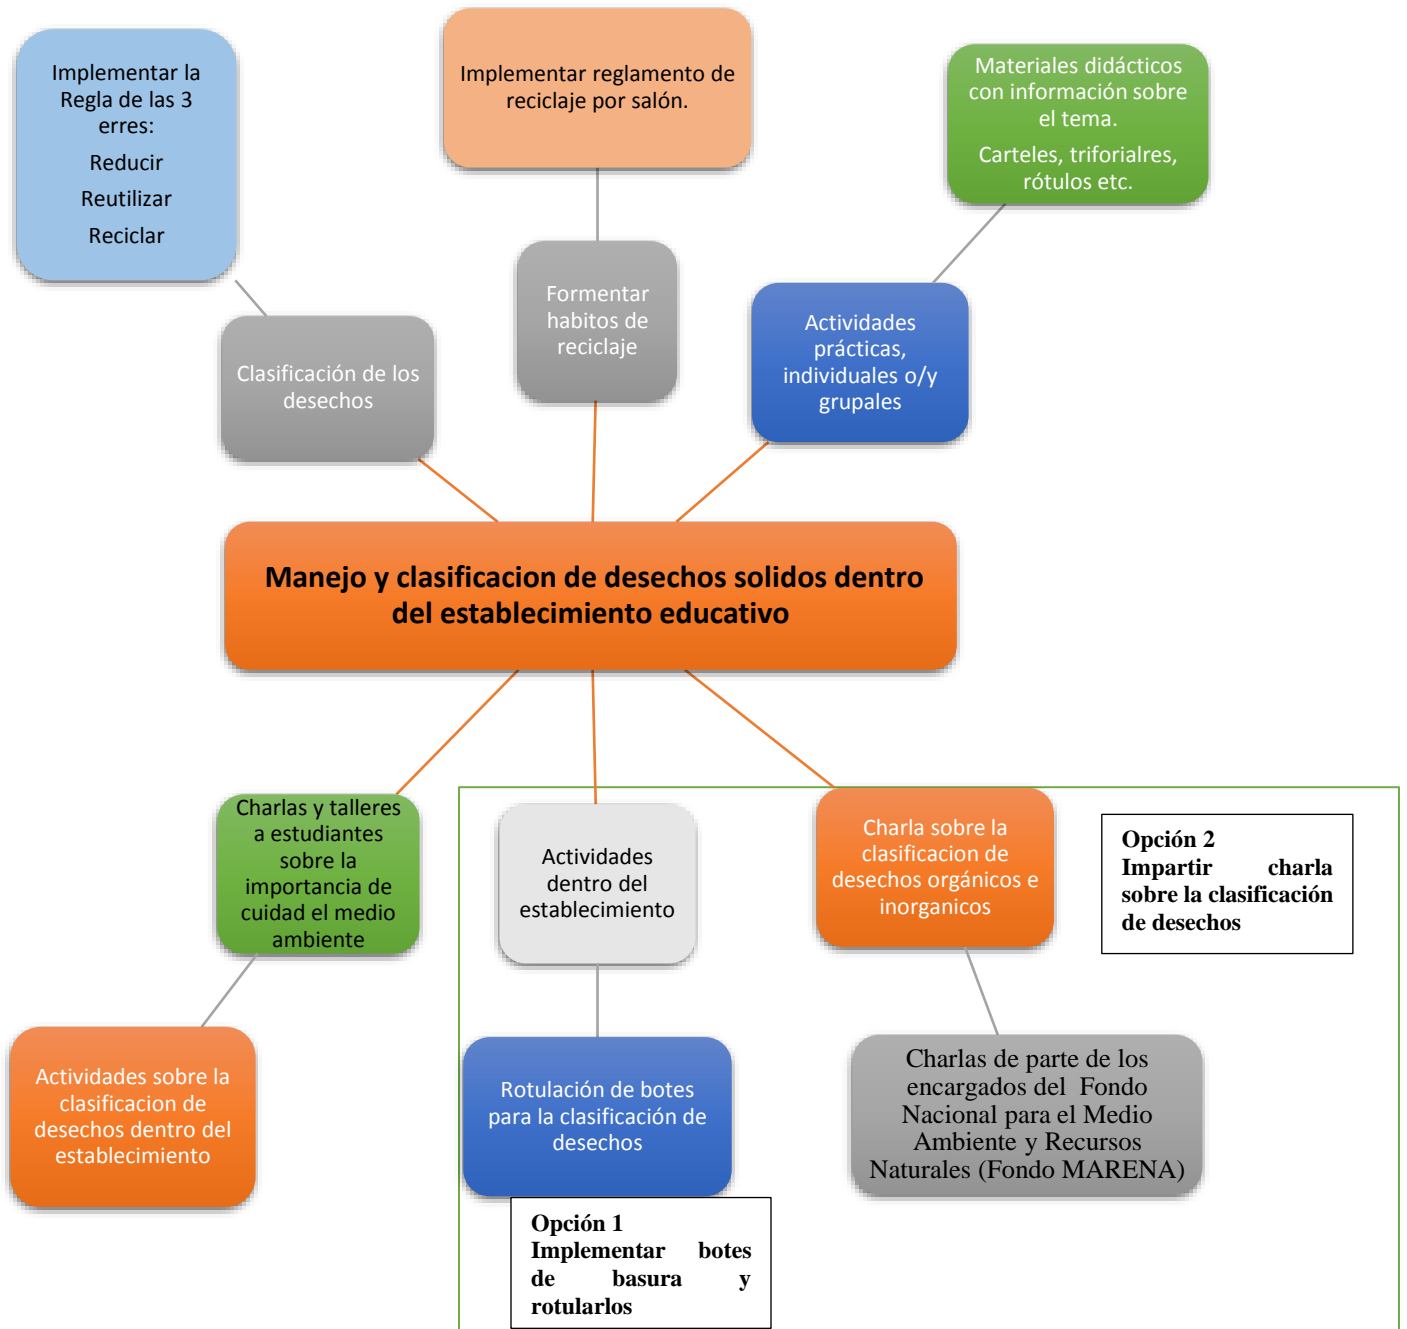 Implementar la
Regla de las 3
erres:
Reducir
Reutilizar
Reciclar
Implementar reglamento de
reciclaje por salón.
Materiales didácticos
con información sobre
el tema.
Carteles, triforialres,
rótulos etc.
Clasificación de los
desechos
Formentar
habitos de
reciclaje
Actividades
prácticas,
individuales o/y
grupales
Manejo y clasificacion de desechos solidos dentro
del establecimiento educativo
Charlas y talleres
a estudiantes
sobre la
importancia de
cuidad el medio
ambiente
Actividades
dentro del
establecimiento
Charla sobre la
clasificacion de
desechos orgánicos e
inorganicos
Opción 2
Impartir charla
sobre la clasificación
de desechos
Actividades sobre la
clasificacion de
desechos dentro del
establecimiento
Rotulación de botes
para la clasificación de
desechos
Charlas de parte de los
encargados del Fondo
Nacional para el Medio
Ambiente y Recursos
Naturales (Fondo MARENA)
Opción 1
Implementar botes
de basura y
rotularlos